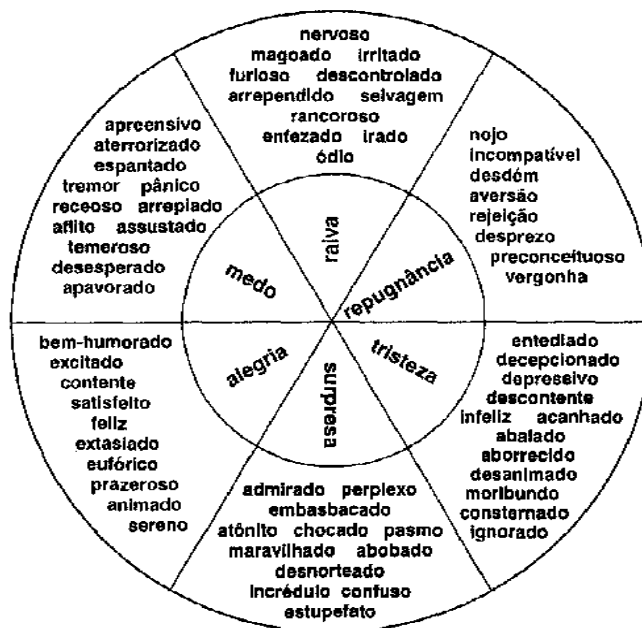 nervoso
magoado irritado
furioso descontrolado
arrependido selvagem
rancoroso
enfezado irado
ódio
apreensivo
aterrorizado
espantado
tremor pânico
receoso arrepiado
aflito assustado
temeroso
desesperado
apavorado
nojo
incompatível
desdém
aversão
rejeição
desprezo
preconceituoso
vergonha
raiva
medo
repugnância
alegria
surpresa
tristeza
bem-humorado
excitado
contente
satisfeito
feliz
extasiado
eufórico
prazeroso
animado
sereno
entediado
decepcionado
depressivo
descontente
infeliz acanhado
abalado
aborrecido
desanimado
moribundo
consternado
ignorado
admirado perplexo
embasbacado
atônito chocado pasmo
maravilhado abobado
desnorteado
incrédulo confuso
estupefato